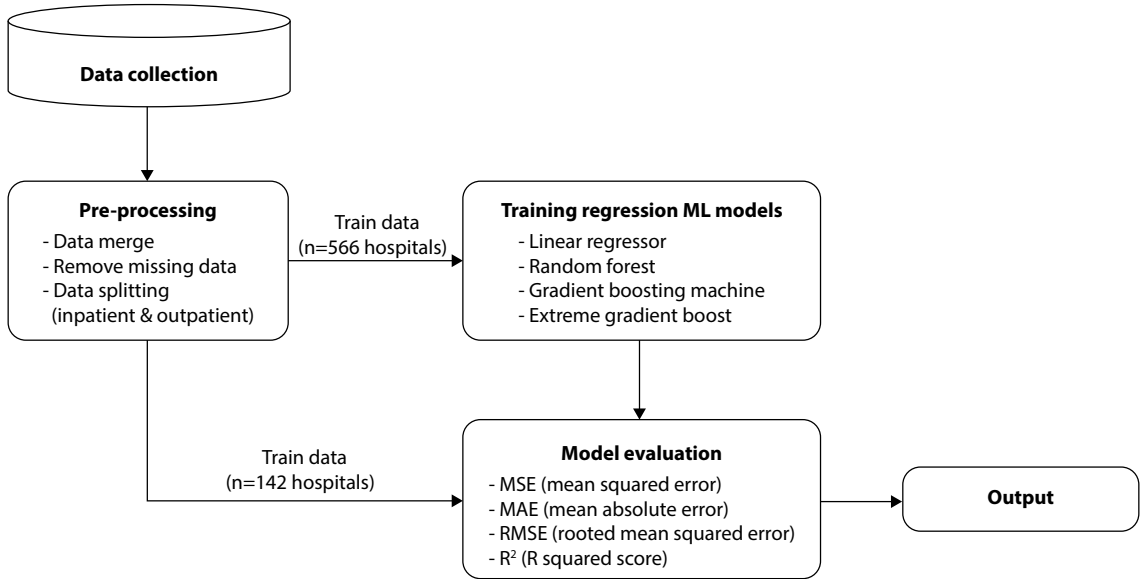 Data collection
Pre-processing
- Data merge
- Remove missing data
- Data splitting
(inpatient & outpatient)
Train data
(n=566 hospitals)
Training regression ML models
- Linear regressor
- Random forest
- Gradient boosting machine
- Extreme gradient boost
Train data
(n=142 hospitals)
Model evaluation
- MSE (mean squared error)
- MAE (mean absolute error)
- RMSE (rooted mean squared error)
- R² (R squared score)
Output